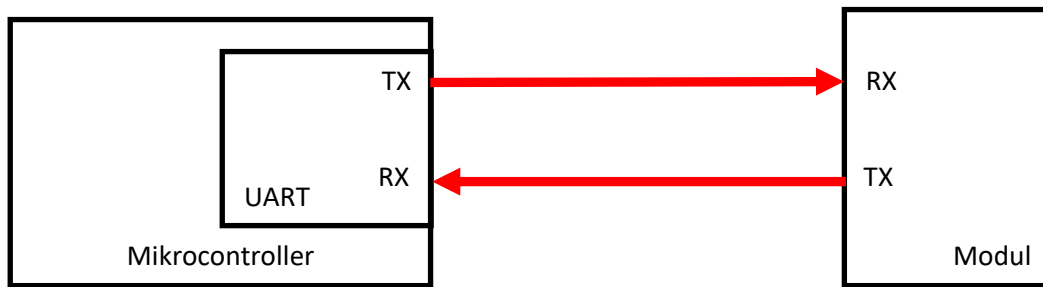 TX
RX
RX
TX
UART
Mikrocontroller
Modul